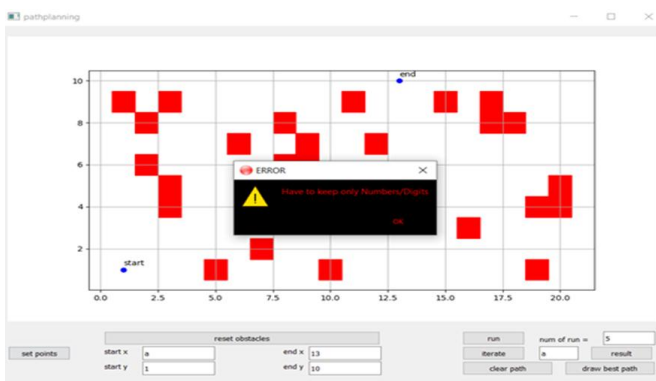 pathplanning
end
10
8
6
4
2
start
0.0 2.5 5.0 7.5 10.0 12.5 15.0 17.5 20.0
ERROR
Have to keep only Numbers/Digits
OK
reset obstacles
run
num of run = 5
set points
start x a
end x 13
iterate
a
result
start y 1
end y 10
clear path
draw best path